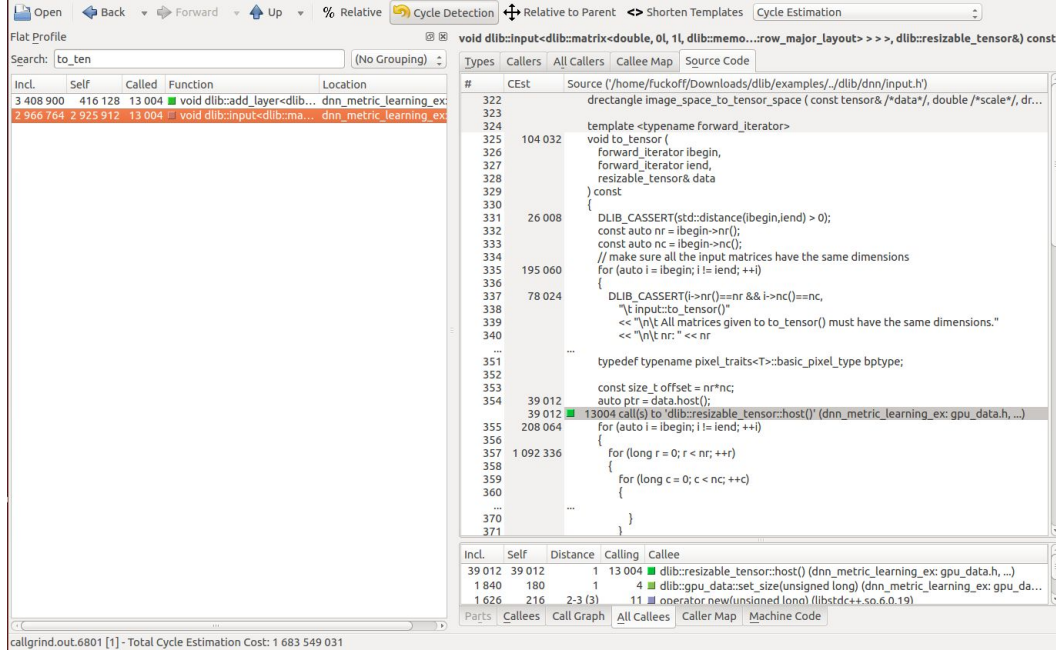 Open Back Forward Up % Relative Cycle Detection Relative to Parent <> Shorten Templates Cycle Estimation
Flat Profile
Search: to_ten (No Grouping)
Incl. Self Called Function Location
3 408 900 416 128 13 004 void dlib::add_layer<dlib... dnn_metric_learning_ex:
2 966 764 2 925 912 13 004 void dlib::input<dlib::ma... dnn_metric_learning_ex:
void dlib::input<dlib::matrix<double, 0l, 1l, dlib::memo...:row_major_layout> > > >, dlib::resizable_tensor&) const
Types Callers All Callers Callee Map Source Code
# CEst Source ('/home/fuckoff/Downloads/dlib/examples/../dlib/dnn/input.h')
322 drectangle image_space_to_tensor_space ( const tensor& /*data*/, double /*scale*/, dr...
323
324 template <typename forward_iterator>
325 104 032 void to_tensor (
326 forward_iterator ibegin,
327 forward_iterator iend,
328 resizable_tensor& data
329 ) const
330 {
331 26 008 DLIB_CASSERT(std::distance(ibegin,iend) > 0);
332 const auto nr = ibegin->nr();
333 const auto nc = ibegin->nc();
334 // make sure all the input matrices have the same dimensions
335 195 060 for (auto i = ibegin; i != iend; ++i)
336 {
337 78 024 DLIB_CASSERT(i->nr()==nr && i->nc()==nc,
338 "\t input::to_tensor()"
339 << "\n\t All matrices given to to_tensor() must have the same dimensions."
340 << "\n\t nr: " << nr
... ...
351 typedef typename pixel_traits<T>::basic_pixel_type bptype;
352
353 const size_t offset = nr*nc;
354 39 012 auto ptr = data.host();
39 012 13004 call(s) to 'dlib::resizable_tensor::host()' (dnn_metric_learning_ex: gpu_data.h, ...)
355 208 064 for (auto i = ibegin; i != iend; ++i)
356 {
357 1 092 336 for (long r = 0; r < nr; ++r)
358 {
359 for (long c = 0; c < nc; ++c)
360 {
... ...
370 }
371 }
Incl. Self Distance Calling Callee
39 012 39 012 1 13 004 dlib::resizable_tensor::host() (dnn_metric_learning_ex: gpu_data.h, ...)
1 840 180 1 4 dlib::gpu_data::set_size(unsigned long) (dnn_metric_learning_ex: gpu_da...
1 626 216 2-3 (3) 11 operator new(unsigned long) (libstdc++.so.6.0.19)
Parts Callees Call Graph All Callees Caller Map Machine Code
callgrind.out.6801 [1] - Total Cycle Estimation Cost: 1 683 549 031